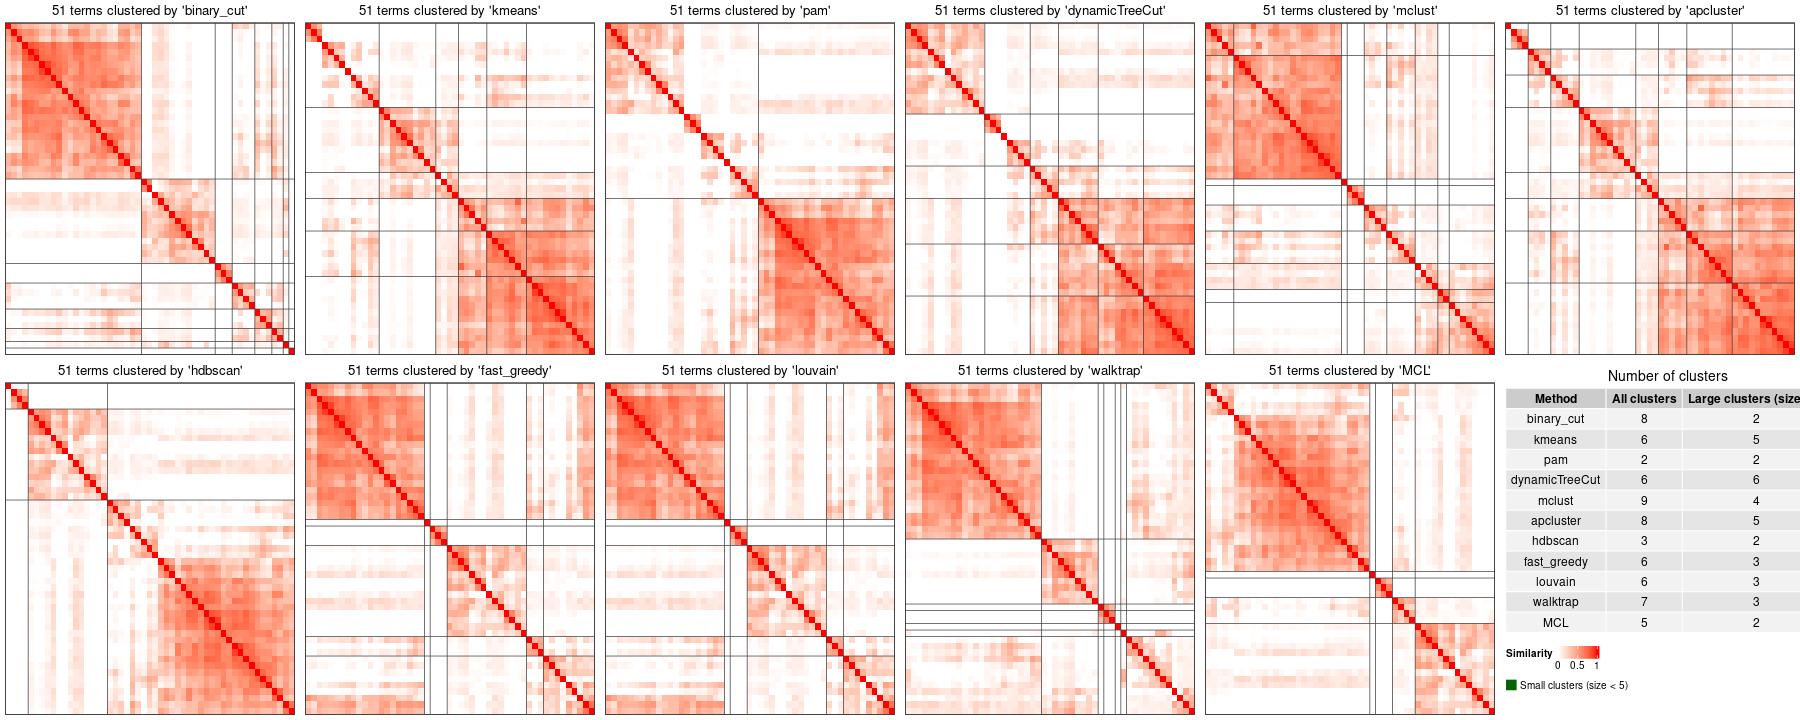 51 terms clustered by 'binary_cut'
51 terms clustered by 'kmeans'
51 terms clustered by 'pam'
51 terms clustered by 'dynamicTreeCut'
51 terms clustered by 'mclust'
51 terms clustered by 'apcluster'
51 terms clustered by 'hdbscan'
51 terms clustered by 'fast_greedy'
51 terms clustered by 'louvain'
51 terms clustered by 'walktrap'
51 terms clustered by 'MCL'
Number of clusters
Method All clusters Large clusters (size
binary_cut 8 2
kmeans 6 5
pam 2 2
dynamicTreeCut 6 6
mclust 9 4
apcluster 8 5
hdbscan 3 2
fast_greedy 6 3
louvain 6 3
walktrap 7 3
MCL 5 2
Similarity
0 0.5 1
Small clusters (size < 5)